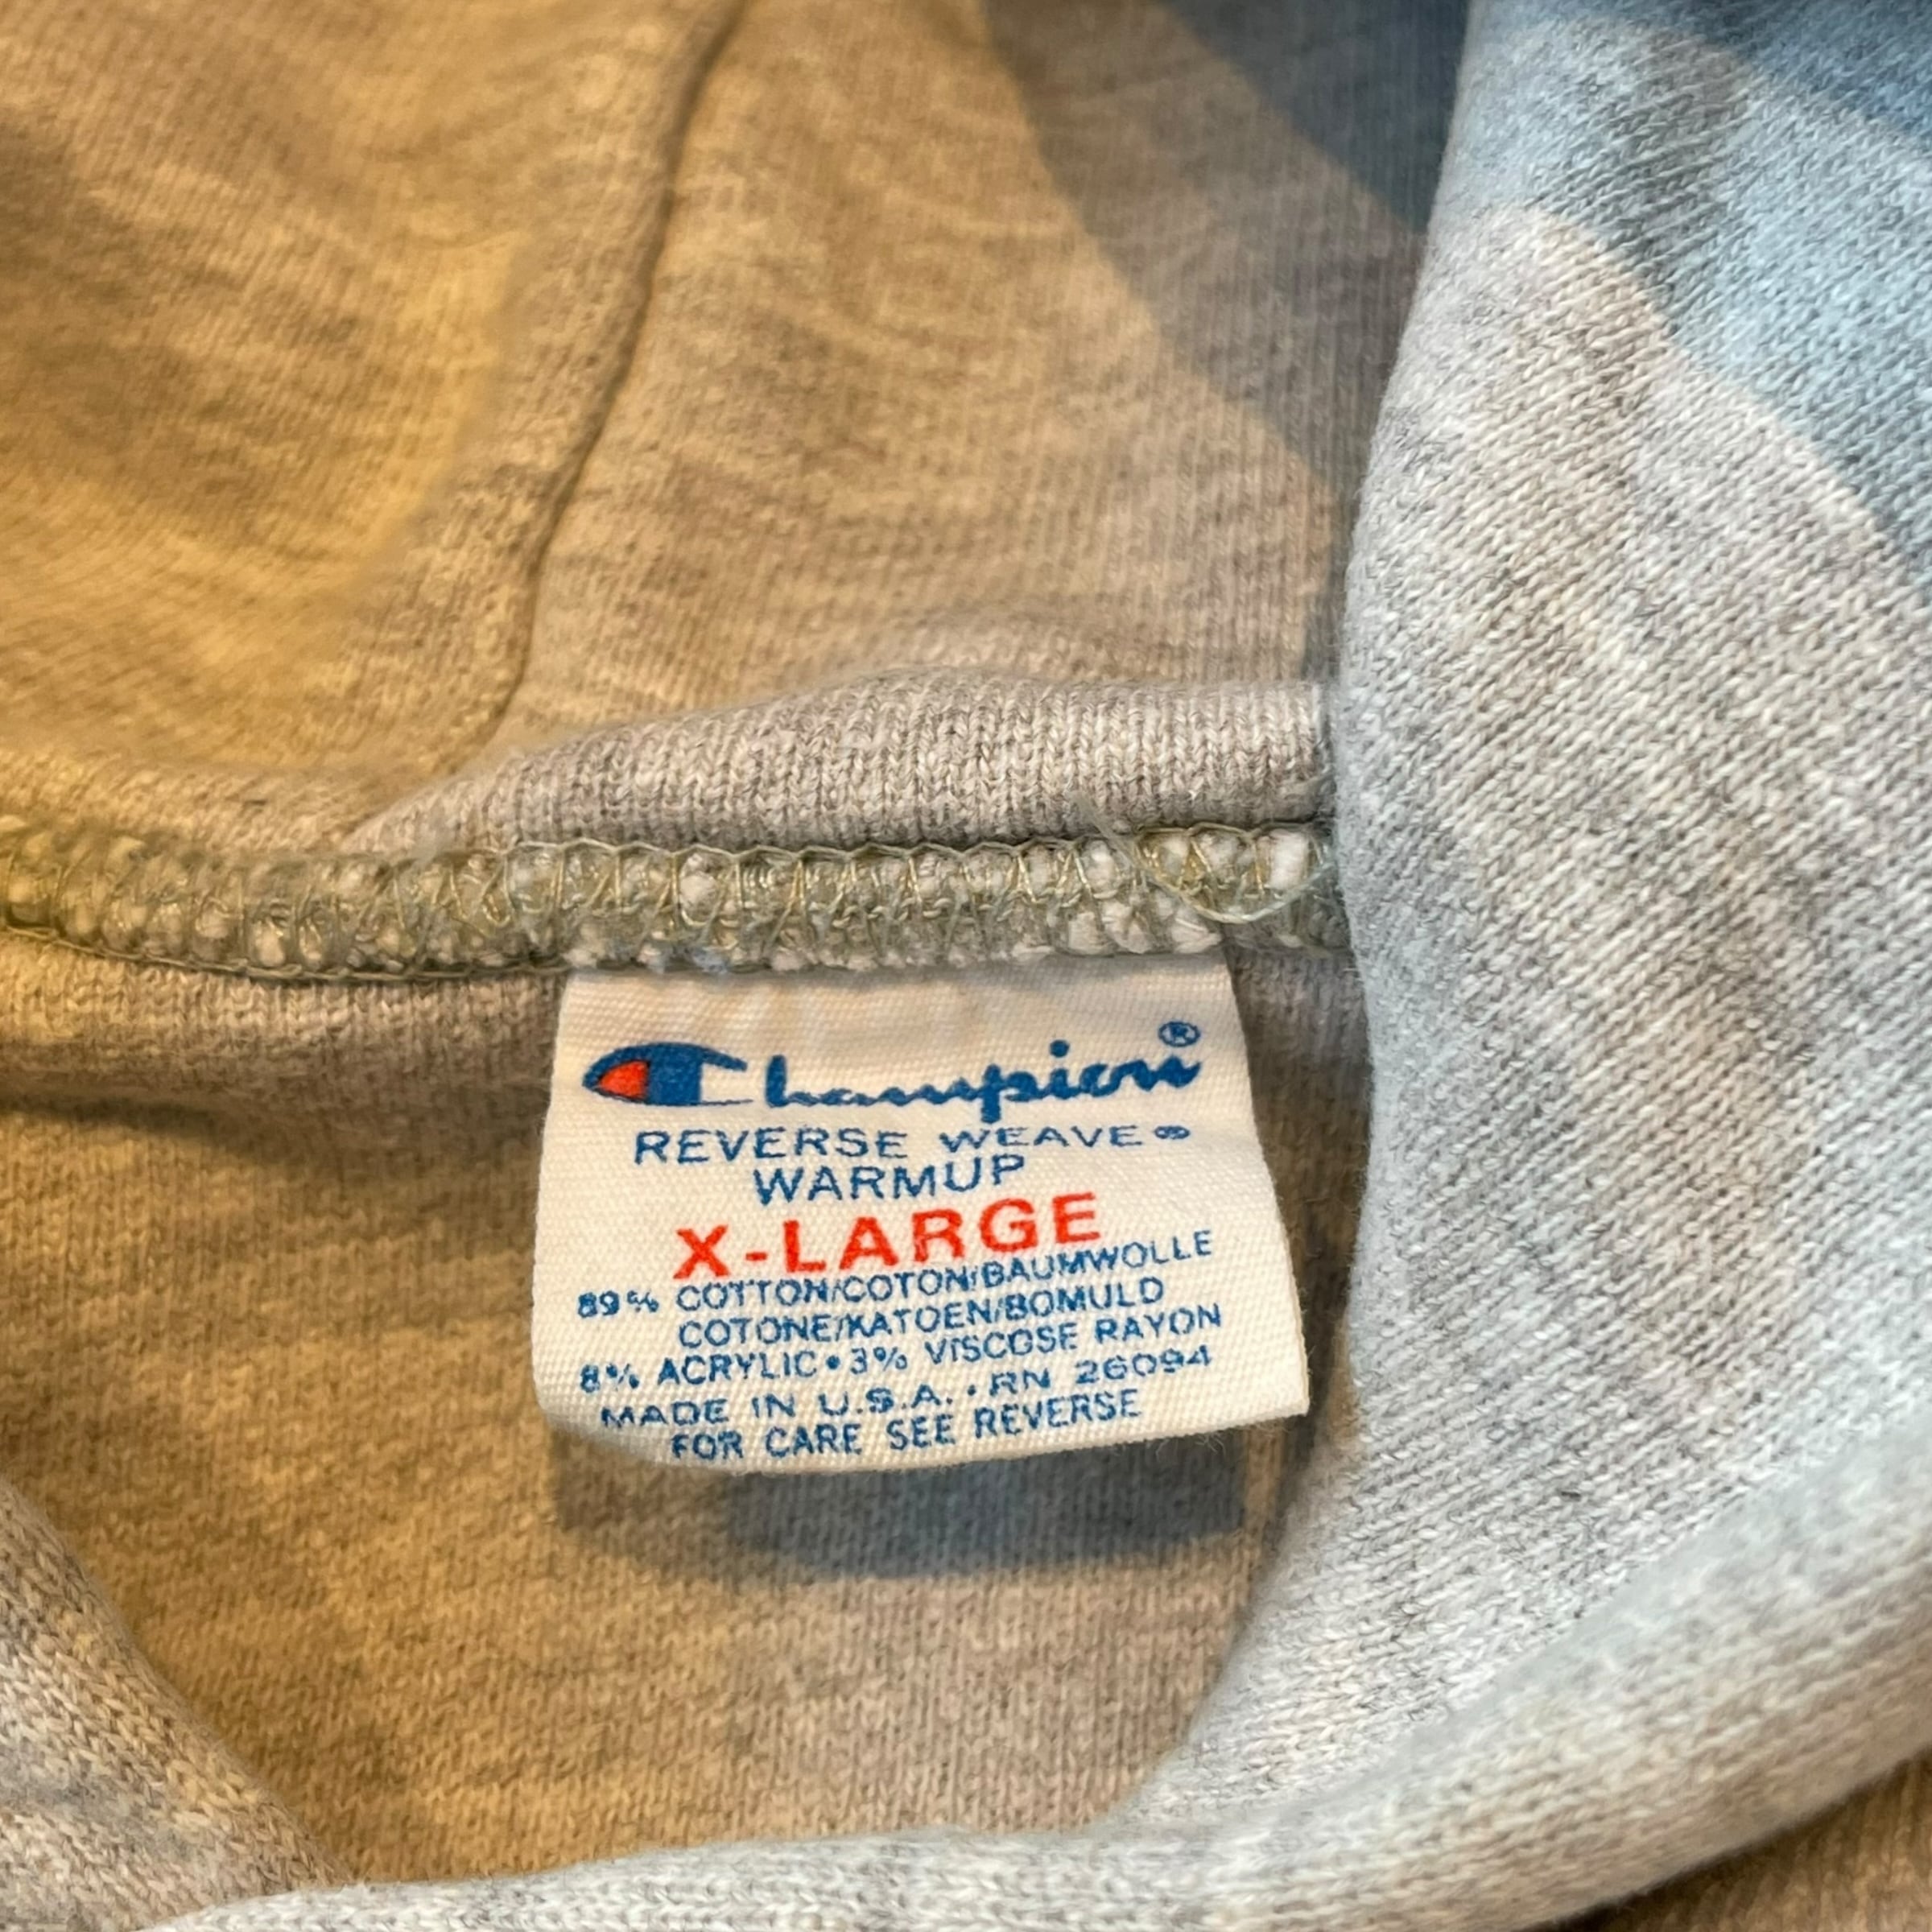 Champion®
REVERSE WEAVE®
WARMUP
X-LARGE
89% COTTON/COTON/BAUMWOLLE
COTONE/KATOEN/BOMULD
8% ACRYLIC • 3% VISCOSE RAYON
MADE IN U.S.A. • RN 26094
FOR CARE SEE REVERSE